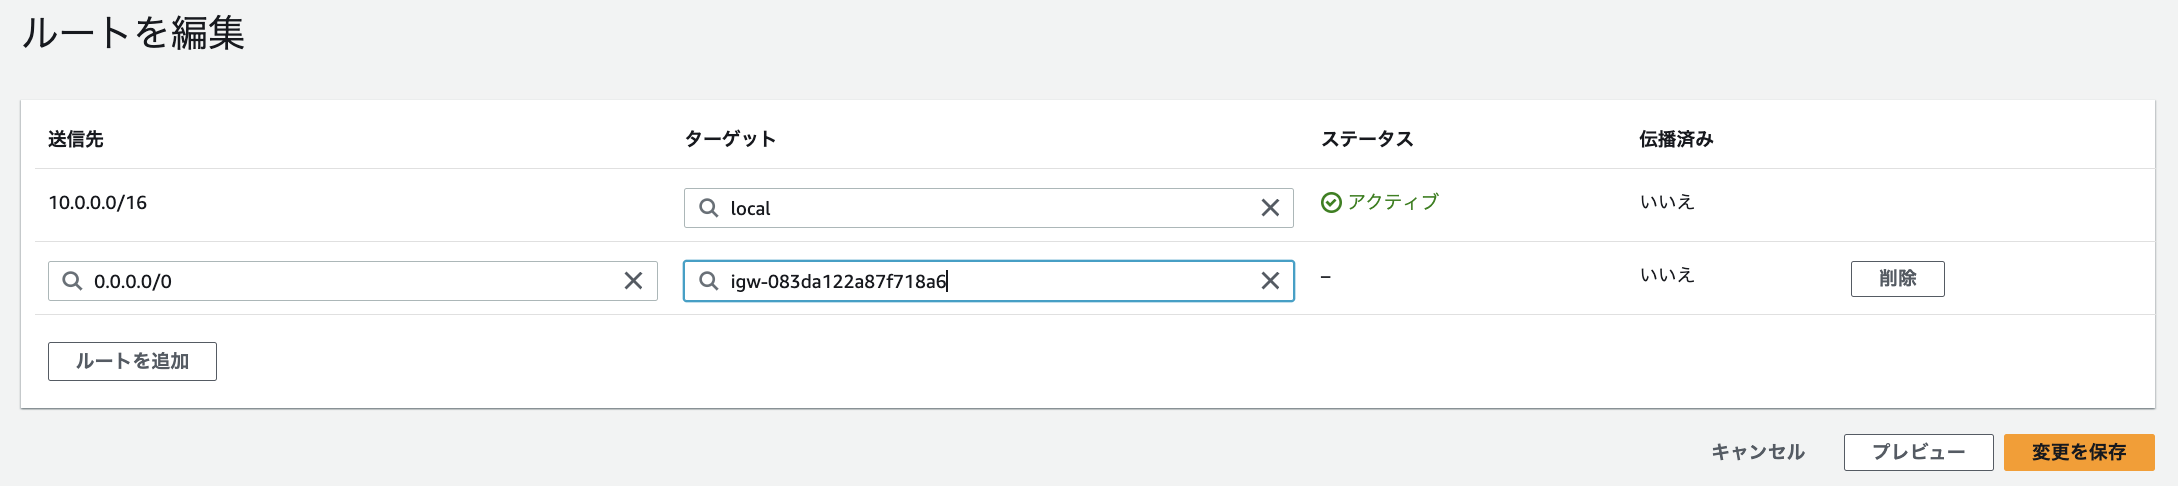 ルートを編集
送信先 ターゲット ステータス 伝播済み
10.0.0.0/16 local アクティブ いいえ
0.0.0.0/0 igw-083da122a87f718a6 – いいえ 削除
ルートを追加
キャンセル プレビュー 変更を保存